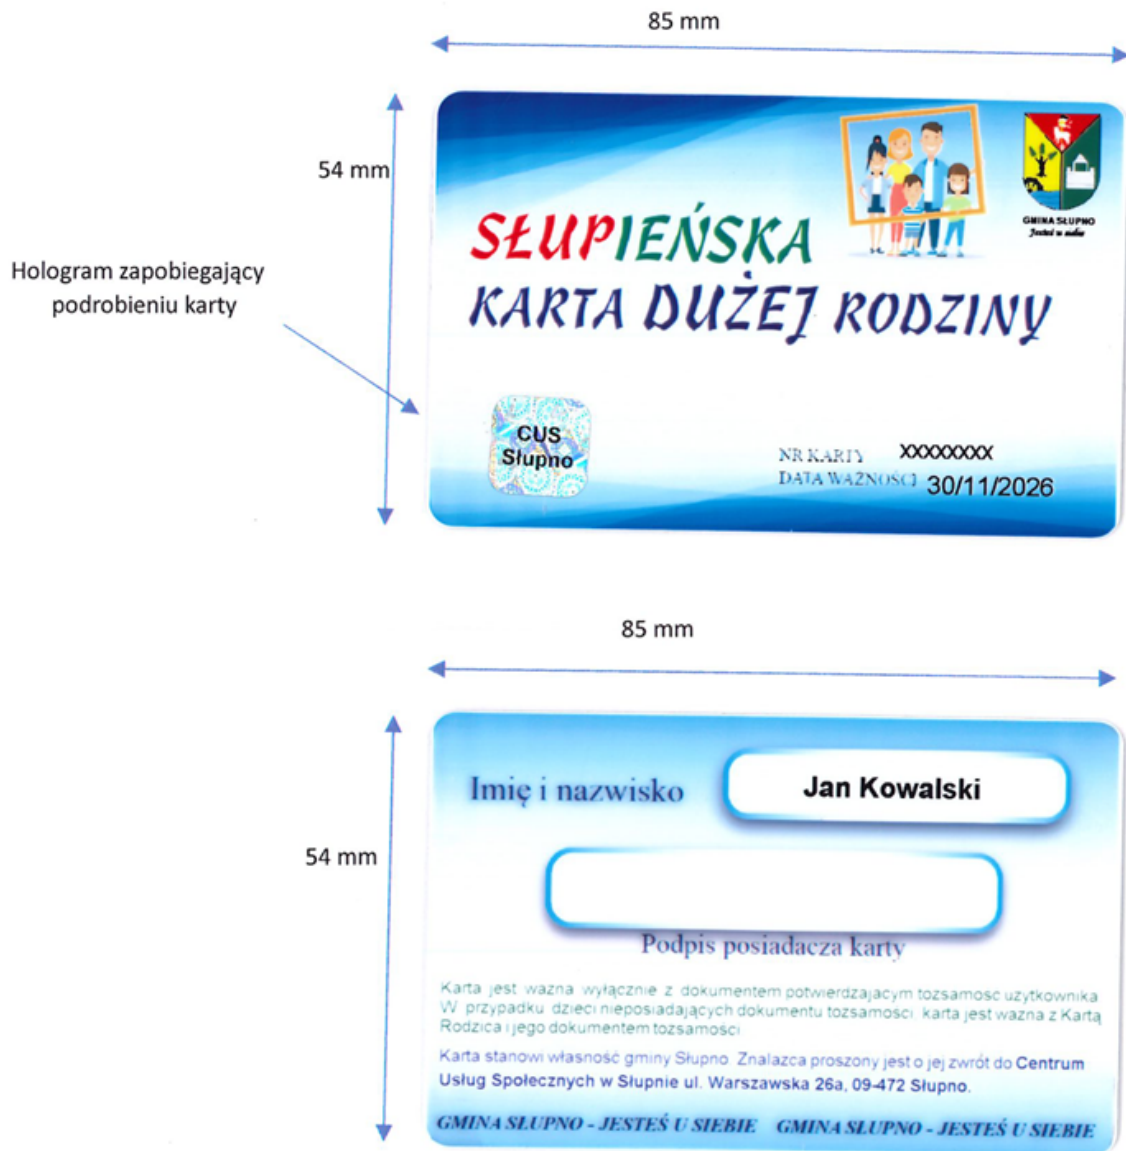 85 mm
54 mm
SŁUPIEŃSKA
KARTA DUŻEJ RODZINY
GMINA SŁUPNO
Jesteś u siebie
Hologram zapobiegający
podrobieniu karty
CUS
Słupno
NR KARTY XXXXXXXX
DATA WAŻNOŚCI 30/11/2026
85 mm
54 mm
Imię i nazwisko Jan Kowalski
Podpis posiadacza karty
Karta jest wazna wyłącznie z dokumentem potwierdzajacym tozsamosc uzytkownika
W przypadku dzieci nieposiadających dokumentu tozsamości karta jest wazna z Kartą
Rodzica i jego dokumentem tozsamości
Karta stanowi własność gminy Słupno Znalazca proszony jest o jej zwrót do Centrum
Usług Społecznych w Słupnie ul. Warszawska 26a, 09-472 Słupno.
GMINA SŁUPNO - JESTEŚ U SIEBIE GMINA SŁUPNO - JESTEŚ U SIEBIE